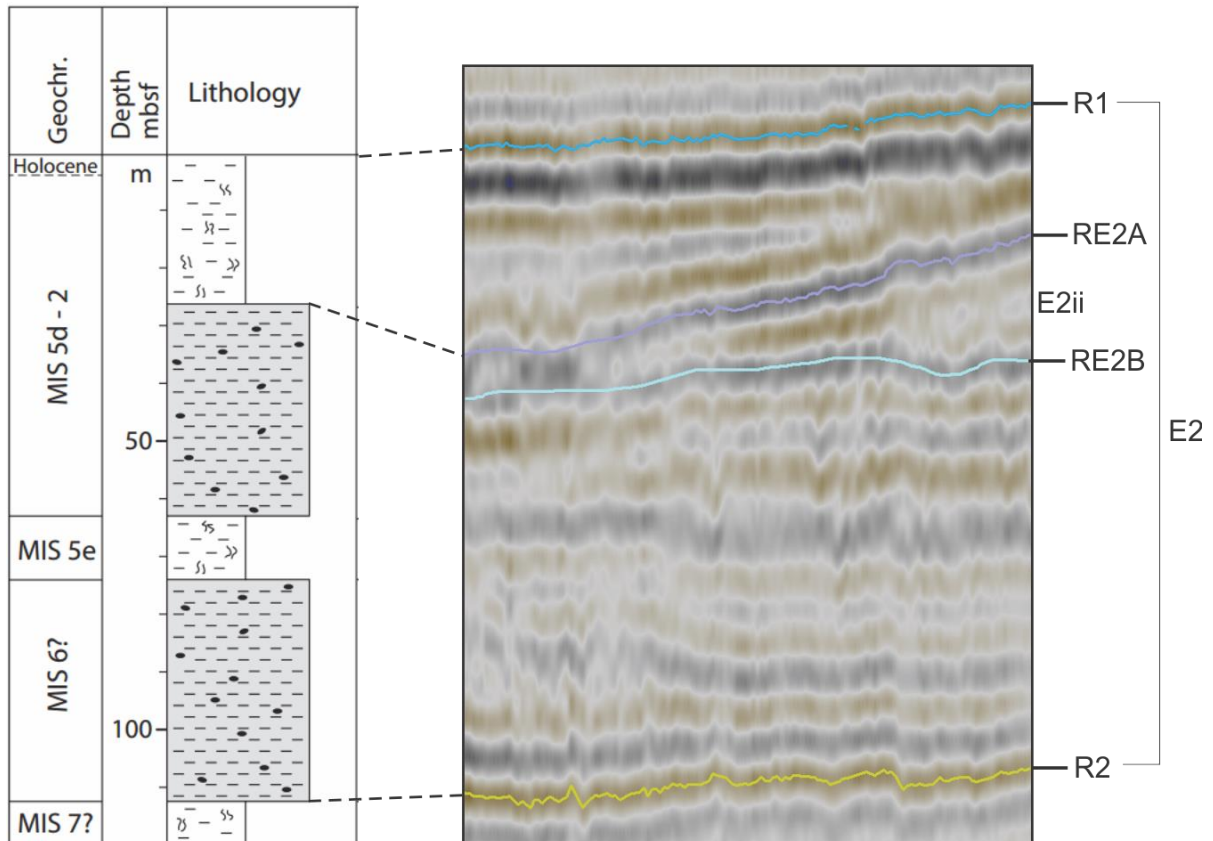 Geochr.
Depth
mbsf
Lithology
Holocene
m
MIS 5d - 2
50
MIS 5e
MIS 6?
100
MIS 7?
R1
RE2A
E2ii
RE2B
E2
R2